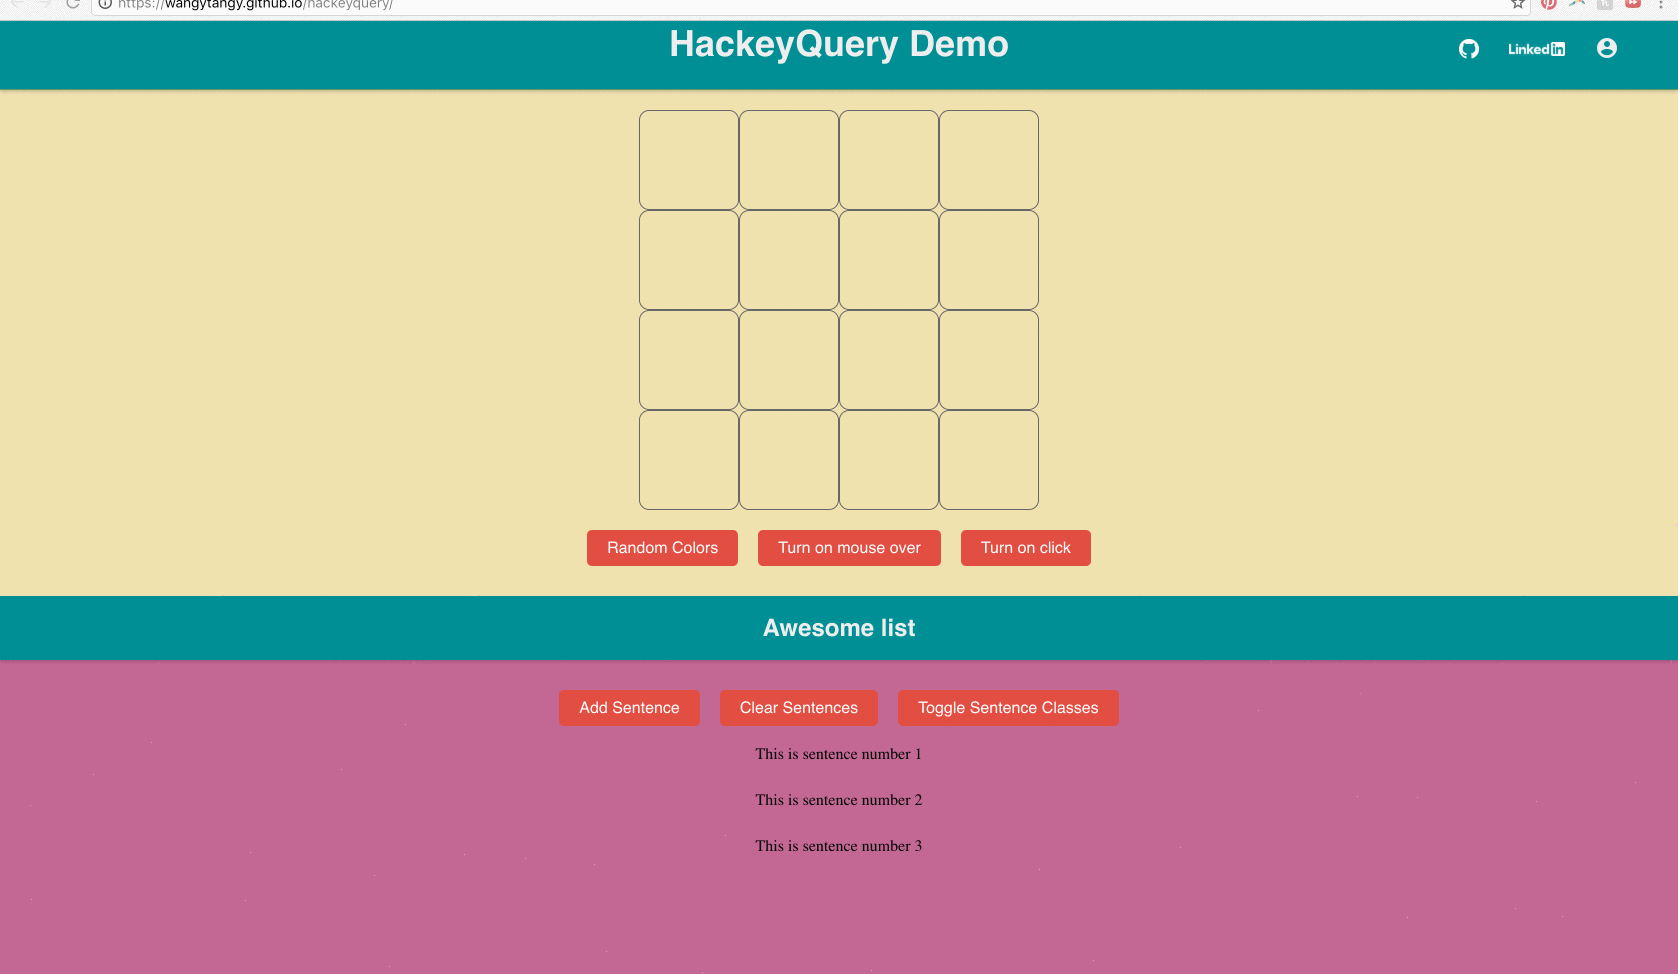 https://wangytangy.github.io/hackeyquery/
HackeyQuery Demo
Linked in
Random Colors
Turn on mouse over
Turn on click
Awesome list
Add Sentence
Clear Sentences
Toggle Sentence Classes
This is sentence number 1
This is sentence number 2
This is sentence number 3